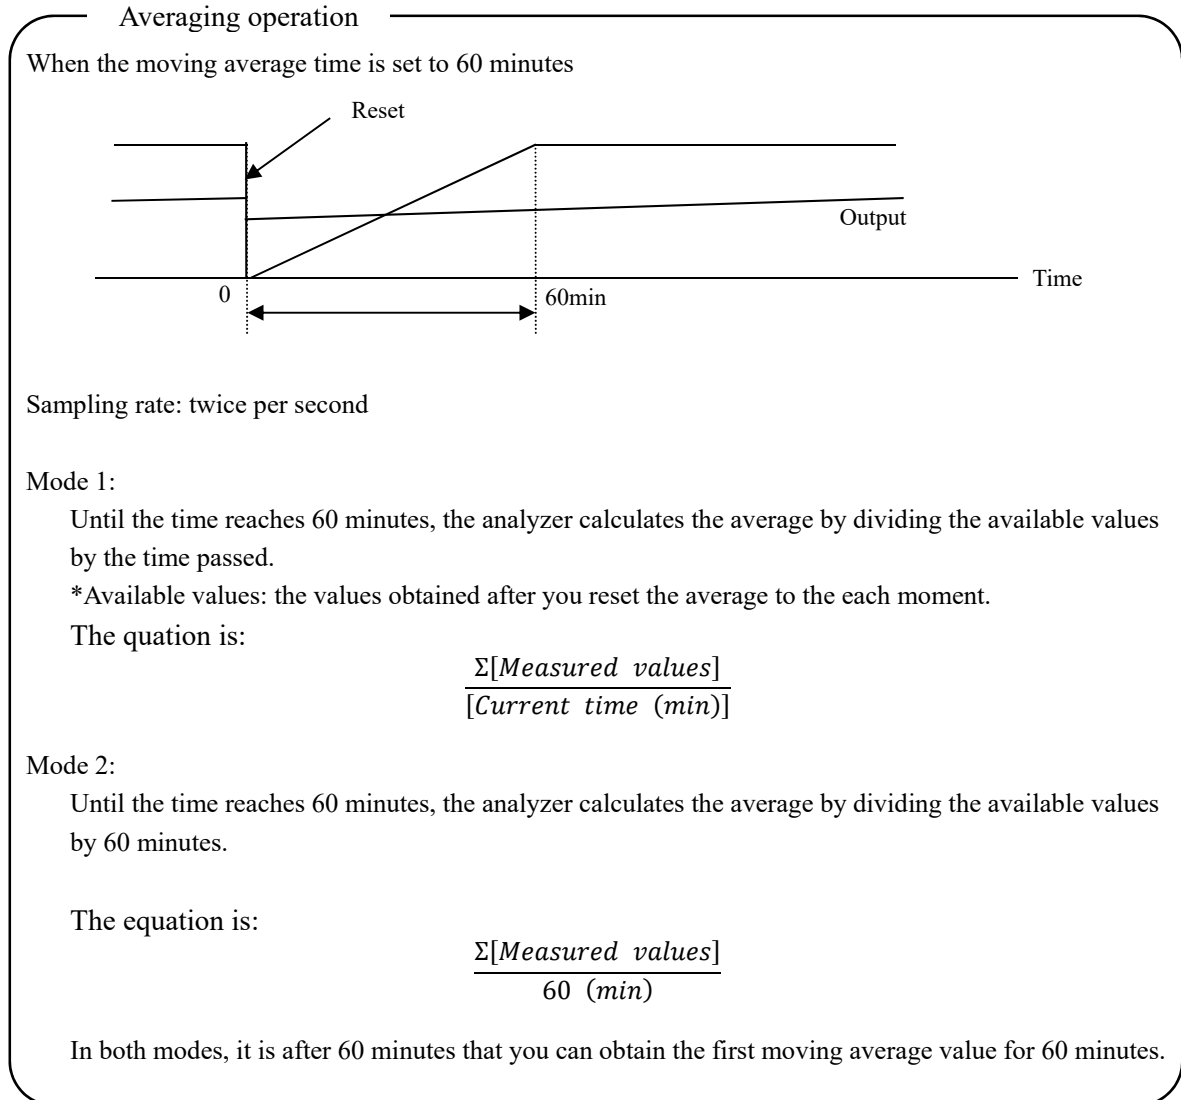 Averaging operation
When the moving average time is set to 60 minutes
Reset
Output
Time
0
60min
Sampling rate: twice per second
Mode 1:
Until the time reaches 60 minutes, the analyzer calculates the average by dividing the available values
by the time passed.
*Available values: the values obtained after you reset the average to the each moment.
The quation is:
Σ[Measured values]
[Current time (min)]
Mode 2:
Until the time reaches 60 minutes, the analyzer calculates the average by dividing the available values
by 60 minutes.
The equation is:
Σ[Measured values]
60 (min)
In both modes, it is after 60 minutes that you can obtain the first moving average value for 60 minutes.